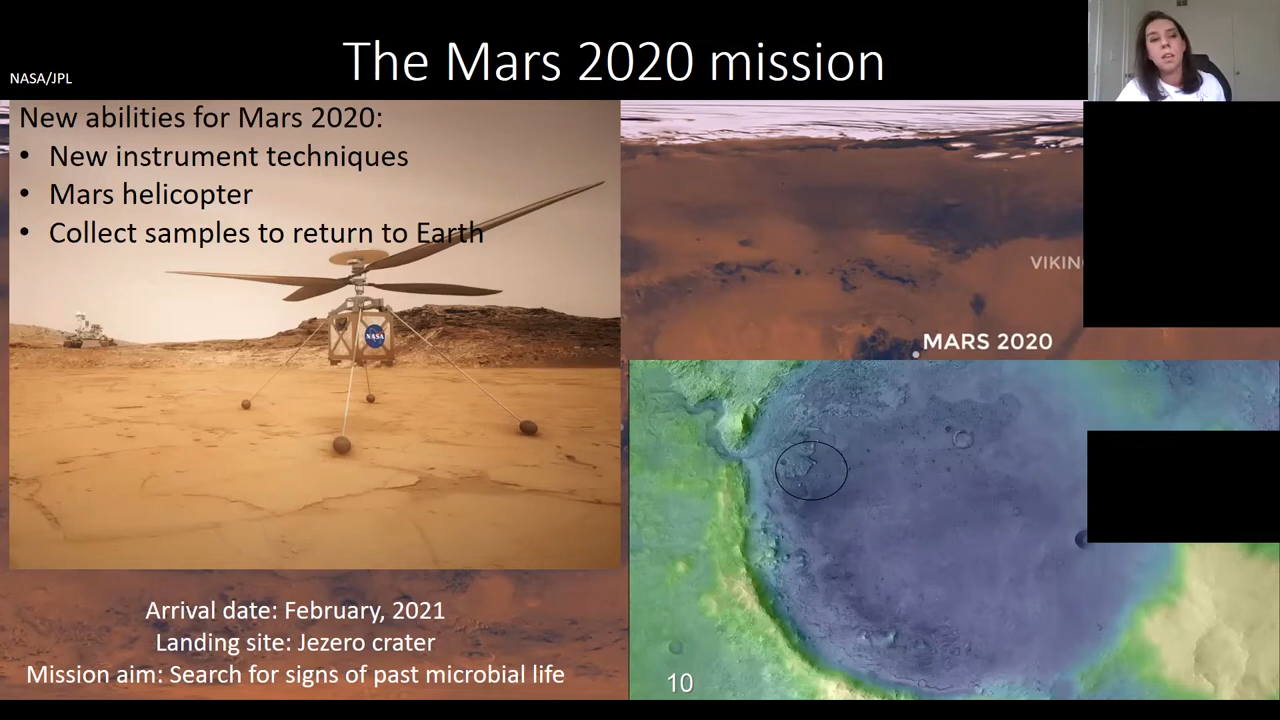 The Mars 2020 mission
NASA/JPL
New abilities for Mars 2020:
• New instrument techniques
• Mars helicopter
• Collect samples to return to Earth
NASA
VIKIN
MARS 2020
Arrival date: February, 2021
Landing site: Jezero crater
Mission aim: Search for signs of past microbial life
10